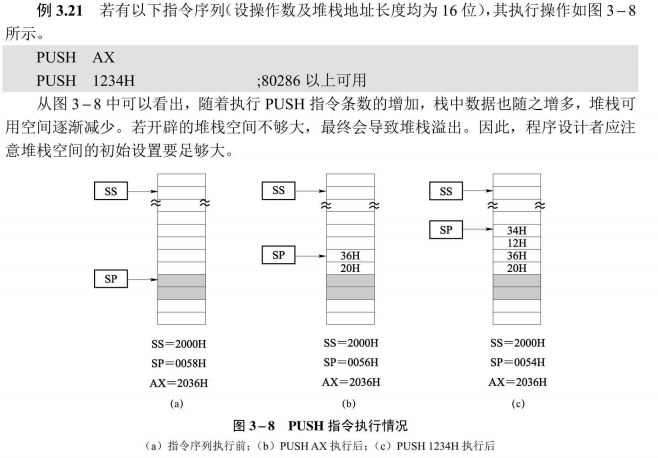 例 3.21 若有以下指令序列(设操作数及堆栈地址长度均为 16 位),其执行操作如图 3-8
所示。
PUSH AX
PUSH 1234H ;80286 以上可用
从图 3-8 中可以看出，随着执行 PUSH 指令条数的增加，栈中数据也随之增多，堆栈可
用空间逐渐减少。若开辟的堆栈空间不够大，最终会导致堆栈溢出。因此，程序设计者应注
意堆栈空间的初始设置要足够大。
SS
SP
SS=2000H
SP=0058H
AX=2036H
(a)
SS
SP
36H
20H
SS=2000H
SP=0056H
AX=2036H
(b)
SS
SP
34H
12H
36H
20H
SS=2000H
SP=0054H
AX=2036H
(c)
图 3-8 PUSH 指令执行情况
(a) 指令序列执行前; (b) PUSH AX 执行后; (c) PUSH 1234H 执行后